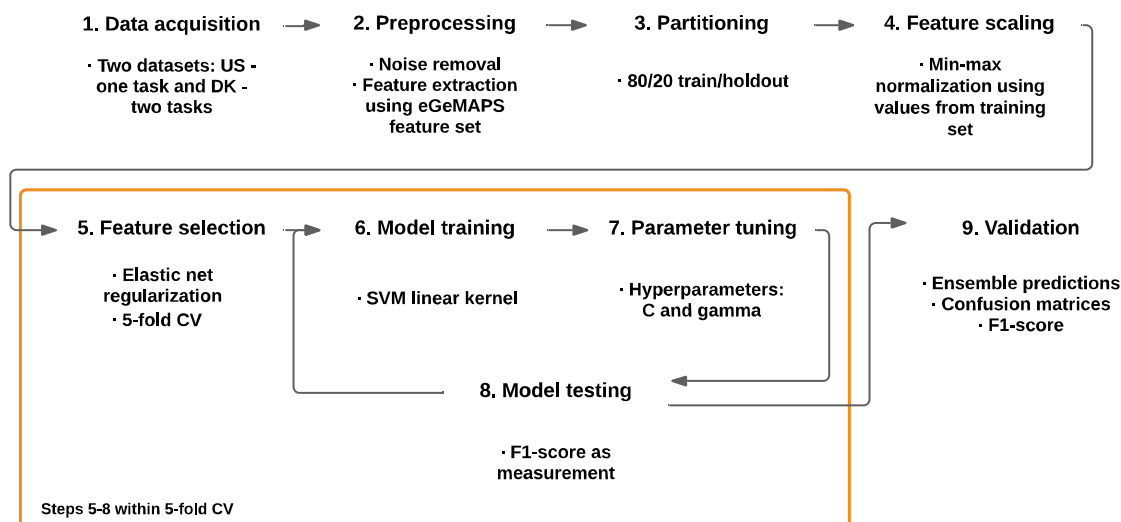 1. Data acquisition
· Two datasets: US -
one task and DK -
two tasks
2. Preprocessing
· Noise removal
· Feature extraction
using eGeMAPS
feature set
3. Partitioning
· 80/20 train/holdout
4. Feature scaling
· Min-max
normalization using
values from training
set
5. Feature selection
· Elastic net
regularization
· 5-fold CV
6. Model training
· SVM linear kernel
7. Parameter tuning
· Hyperparameters:
C and gamma
8. Model testing
· F1-score as
measurement
Steps 5-8 within 5-fold CV
9. Validation
· Ensemble predictions
· Confusion matrices
· F1-score